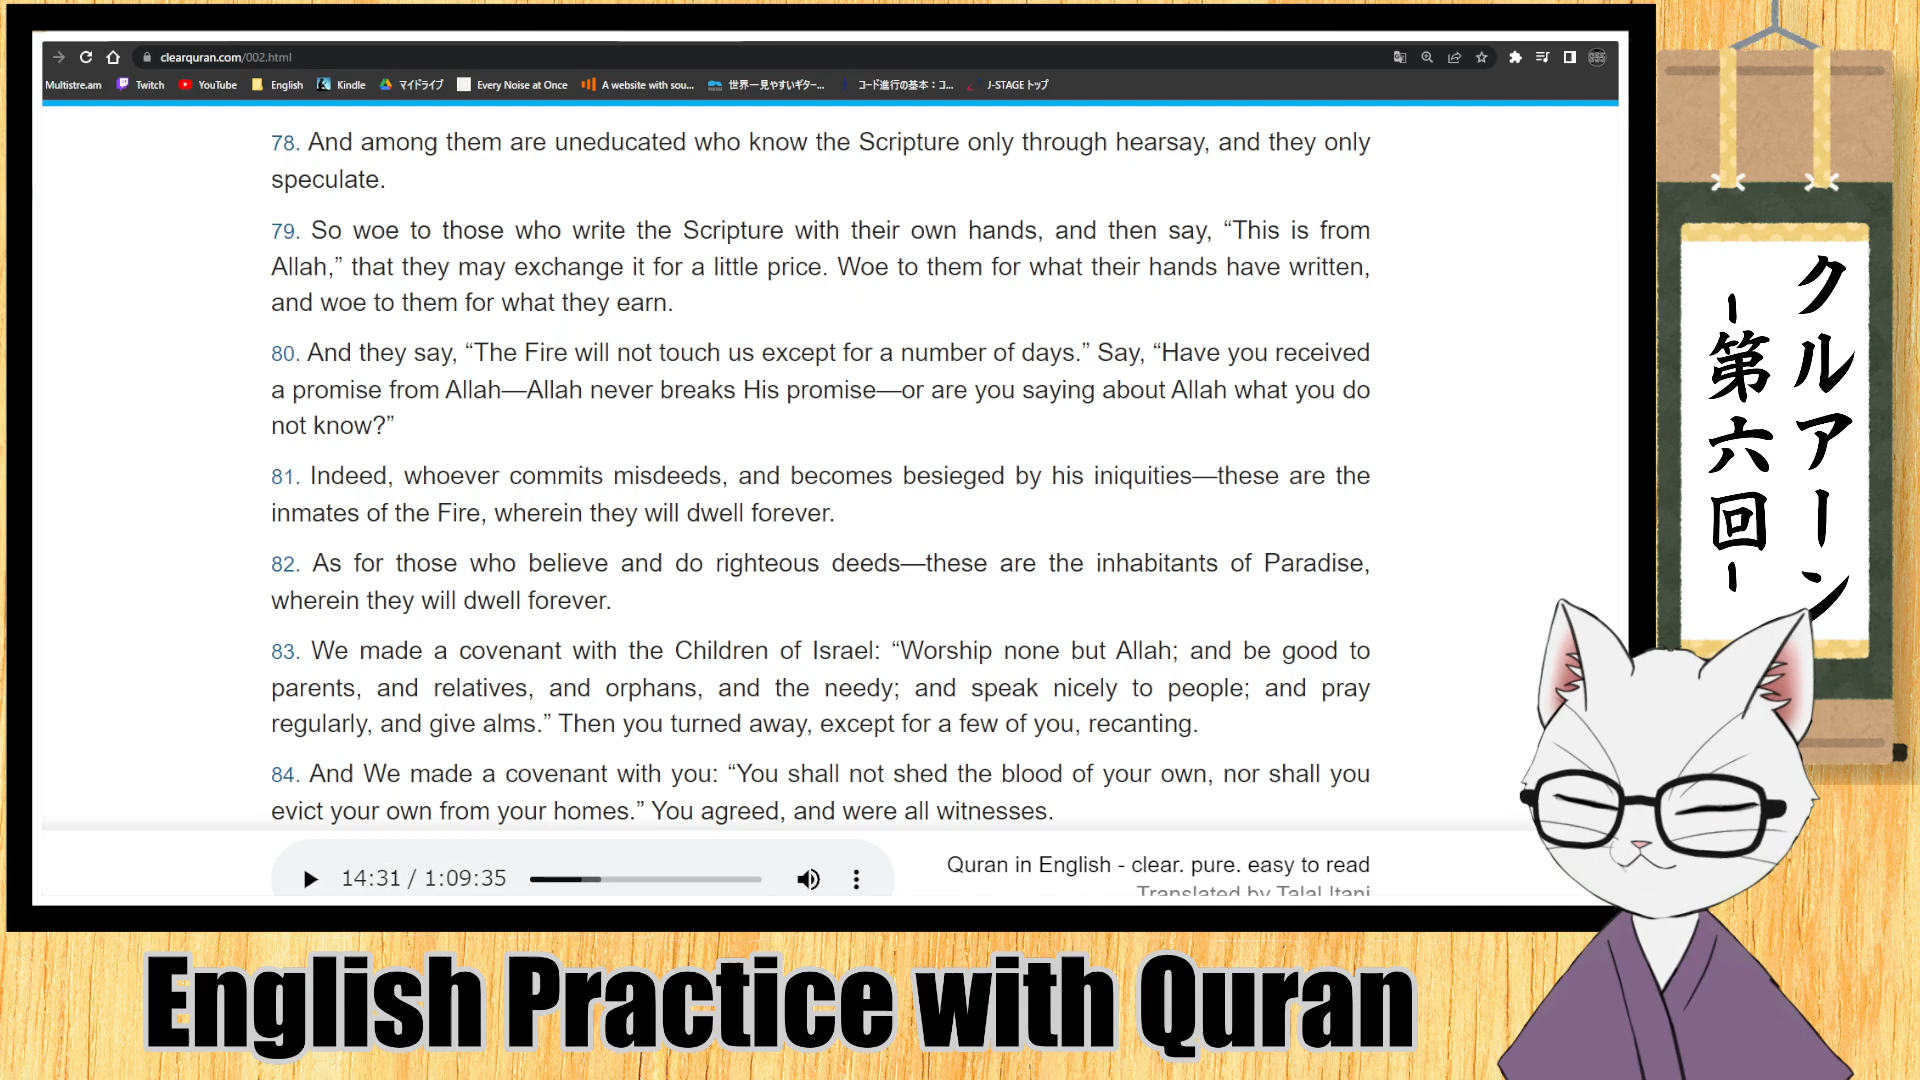 clearquran.com/002.html
Multistre.am Twitch YouTube English Kindle マイドライブ Every Noise at Once A website with sou... 世界一見やすいギター... コード進行の基本：コ... J-STAGE トップ
78. And among them are uneducated who know the Scripture only through hearsay, and they only
speculate.
79. So woe to those who write the Scripture with their own hands, and then say, “This is from
Allah,” that they may exchange it for a little price. Woe to them for what their hands have written,
and woe to them for what they earn.
80. And they say, “The Fire will not touch us except for a number of days.” Say, “Have you received
a promise from Allah—Allah never breaks His promise—or are you saying about Allah what you do
not know?”
81. Indeed, whoever commits misdeeds, and becomes besieged by his iniquities—these are the
inmates of the Fire, wherein they will dwell forever.
82. As for those who believe and do righteous deeds—these are the inhabitants of Paradise,
wherein they will dwell forever.
83. We made a covenant with the Children of Israel: “Worship none but Allah; and be good to
parents, and relatives, and orphans, and the needy; and speak nicely to people; and pray
regularly, and give alms.” Then you turned away, except for a few of you, recanting.
84. And We made a covenant with you: “You shall not shed the blood of your own, nor shall you
evict your own from your homes.” You agreed, and were all witnesses.
14:31 / 1:09:35
Quran in English - clear. pure. easy to read
Translated by Talal Itani
クルアーン
-第六回-
English Practice with Quran